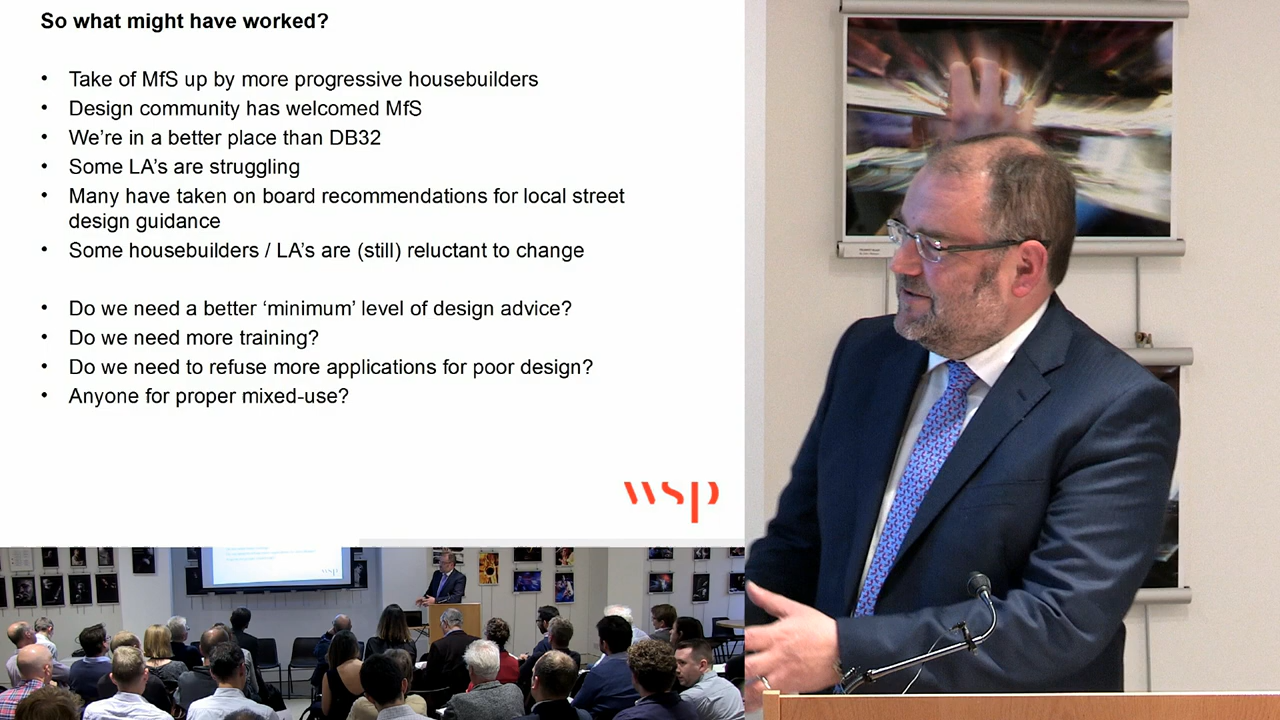 So what might have worked?
• Take of MfS up by more progressive housebuilders
• Design community has welcomed MfS
• We're in a better place than DB32
• Some LA's are struggling
• Many have taken on board recommendations for local street
design guidance
• Some housebuilders / LA's are (still) reluctant to change
• Do we need a better ‘minimum’ level of design advice?
• Do we need more training?
• Do we need to refuse more applications for poor design?
• Anyone for proper mixed-use?
wsp
wsp